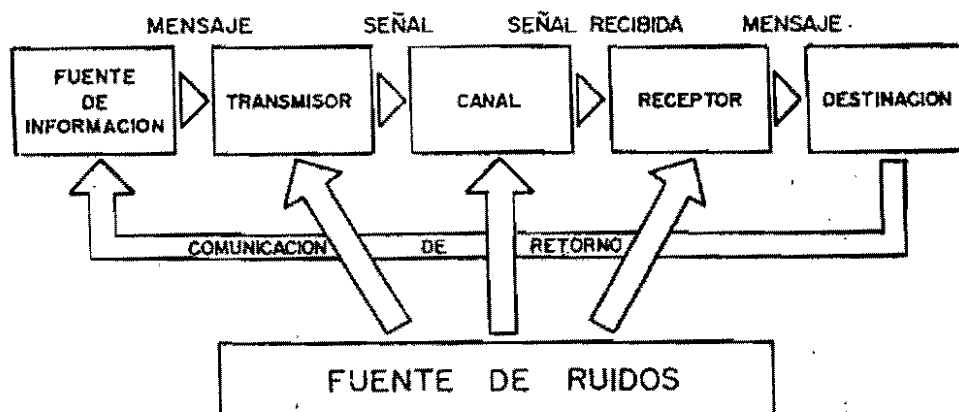 MENSAJE SEÑAL SEÑAL RECIBIDA MENSAJE
FUENTE
DE
INFORMACION
TRANSMISOR
CANAL
RECEPTOR
DESTINACION
COMUNICACION DE RETORNO
FUENTE DE RUIDOS